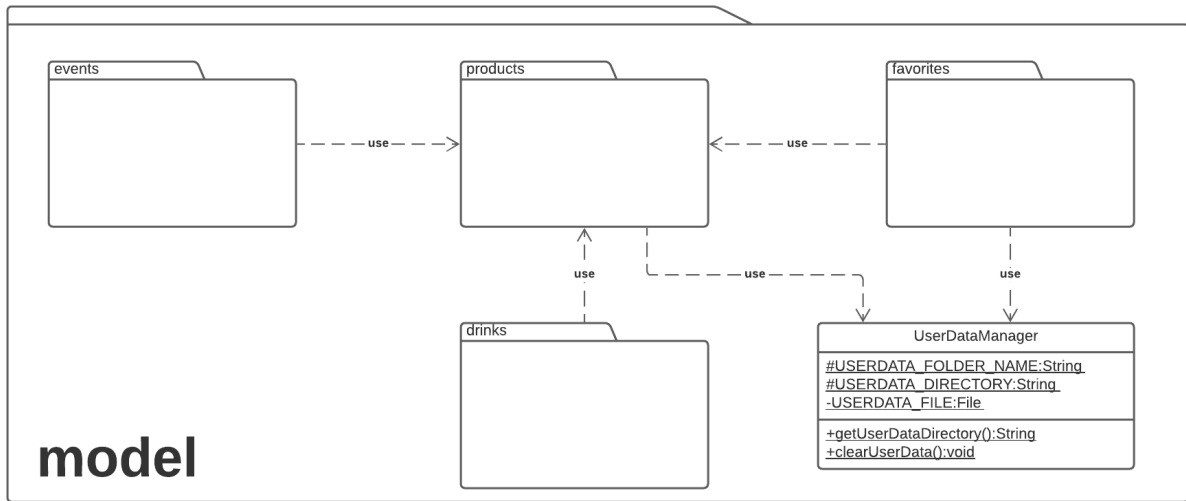 events
products
favorites
use
use
use
use
use
drinks
UserDataManager
#USERDATA_FOLDER_NAME:String
#USERDATA_DIRECTORY:String
-USERDATA_FILE:File
+getUserDataDirectory():String
+clearUserData():void
model